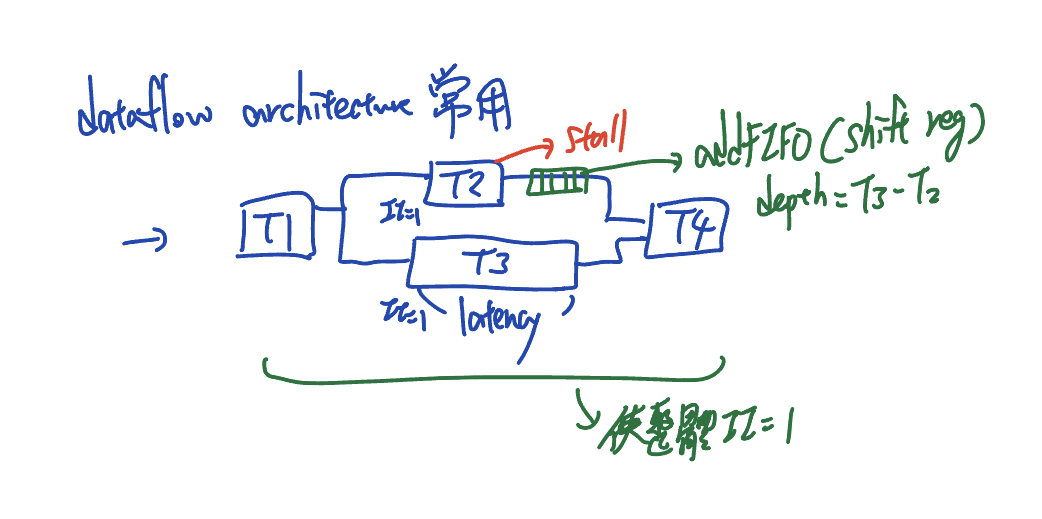 dataflow architecture 常用
stall
add FIFO (shift reg)
depth = T3 - T2
T1
T2
II=1
T3
T4
II=1
latency
使整體 II=1